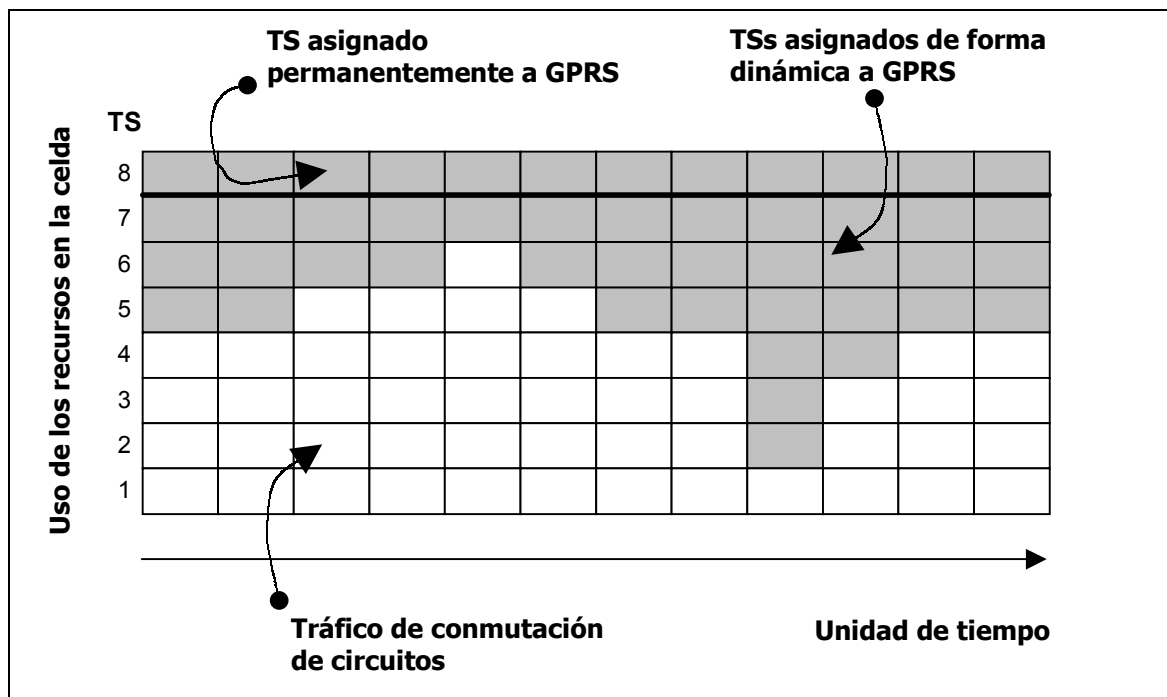 TS asignado
permanentemente a GPRS
TSs asignados de forma
dinámica a GPRS
TS
Uso de los recursos en la celda
8
7
6
5
4
3
2
1
Tráfico de conmutación
de circuitos
Unidad de tiempo